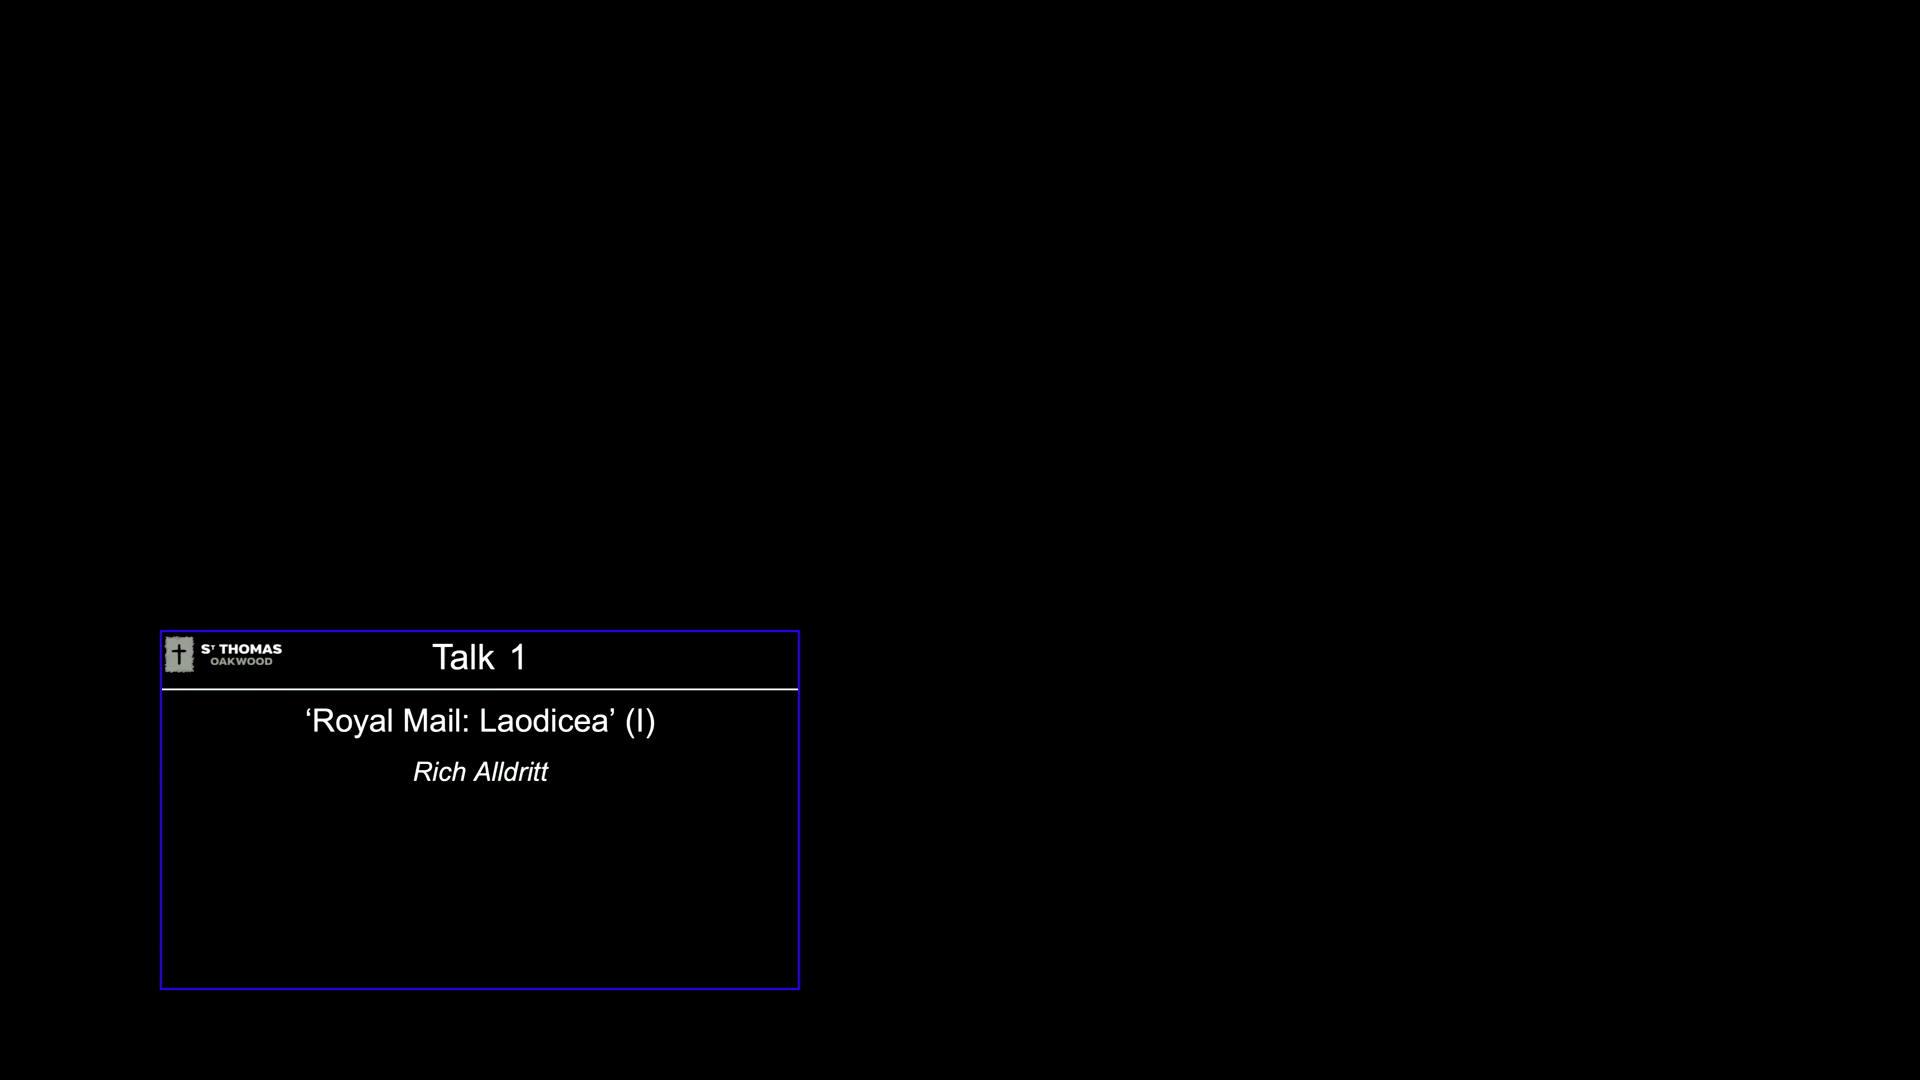 Sᵀ THOMAS
OAKWOOD
Talk 1
‘Royal Mail: Laodicea’ (I)
Rich Alldritt